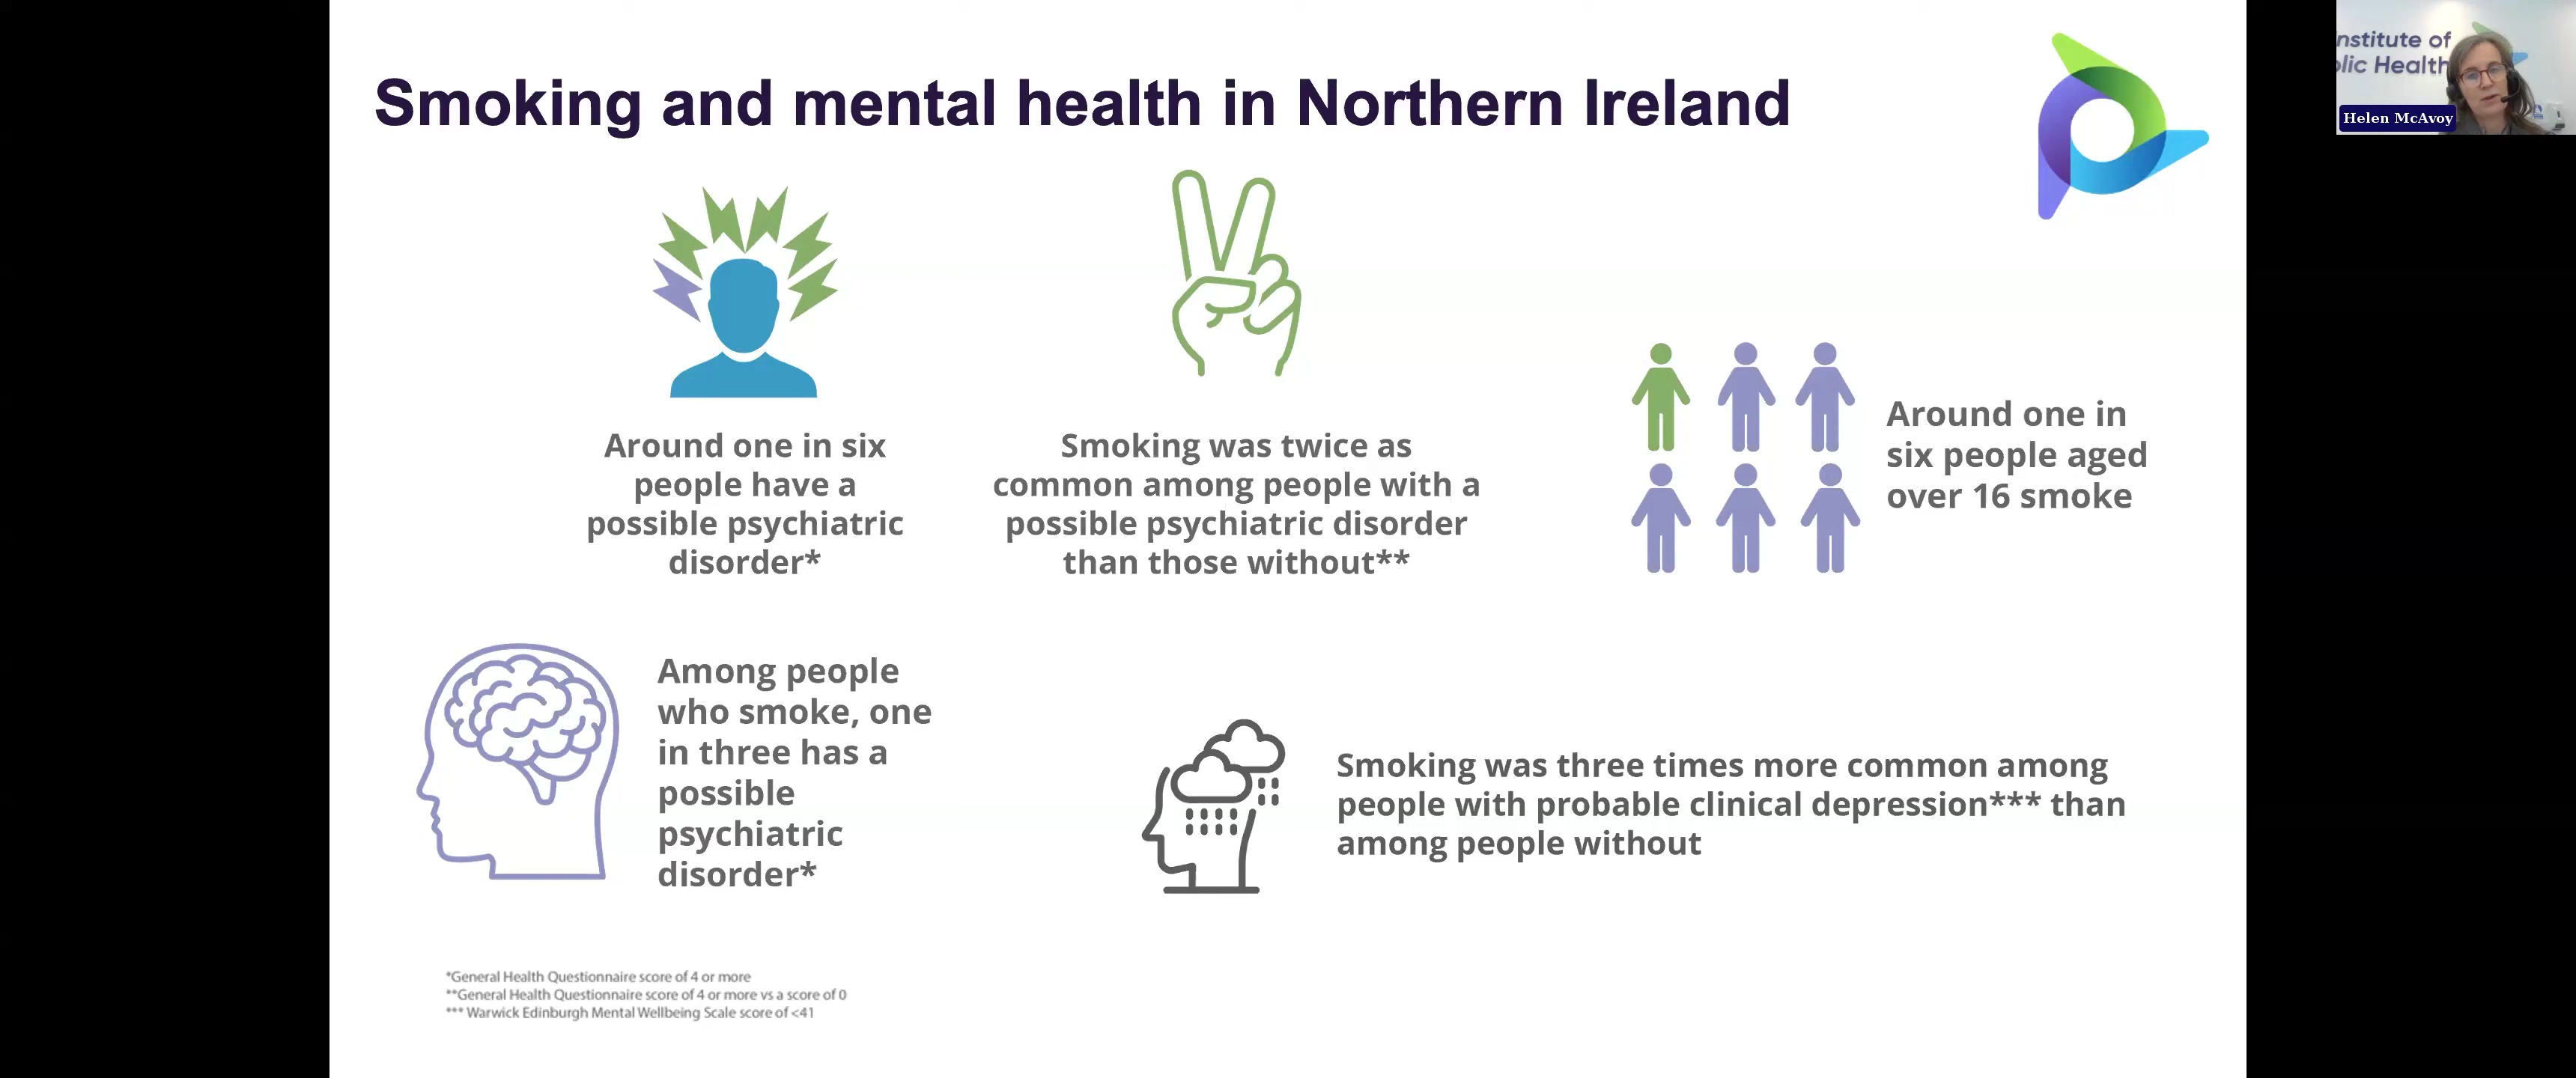 Smoking and mental health in Northern Ireland
nstitute of
lic Health
Helen McAvoy
Around one in six
people have a
possible psychiatric
disorder*
Smoking was twice as
common among people with a
possible psychiatric disorder
than those without**
Around one in
six people aged
over 16 smoke
Among people
who smoke, one
in three has a
possible
psychiatric
disorder*
Smoking was three times more common among
people with probable clinical depression*** than
among people without
*General Health Questionnaire score of 4 or more
**General Health Questionnaire score of 4 or more vs a score of 0
*** Warwick Edinburgh Mental Wellbeing Scale score of <41